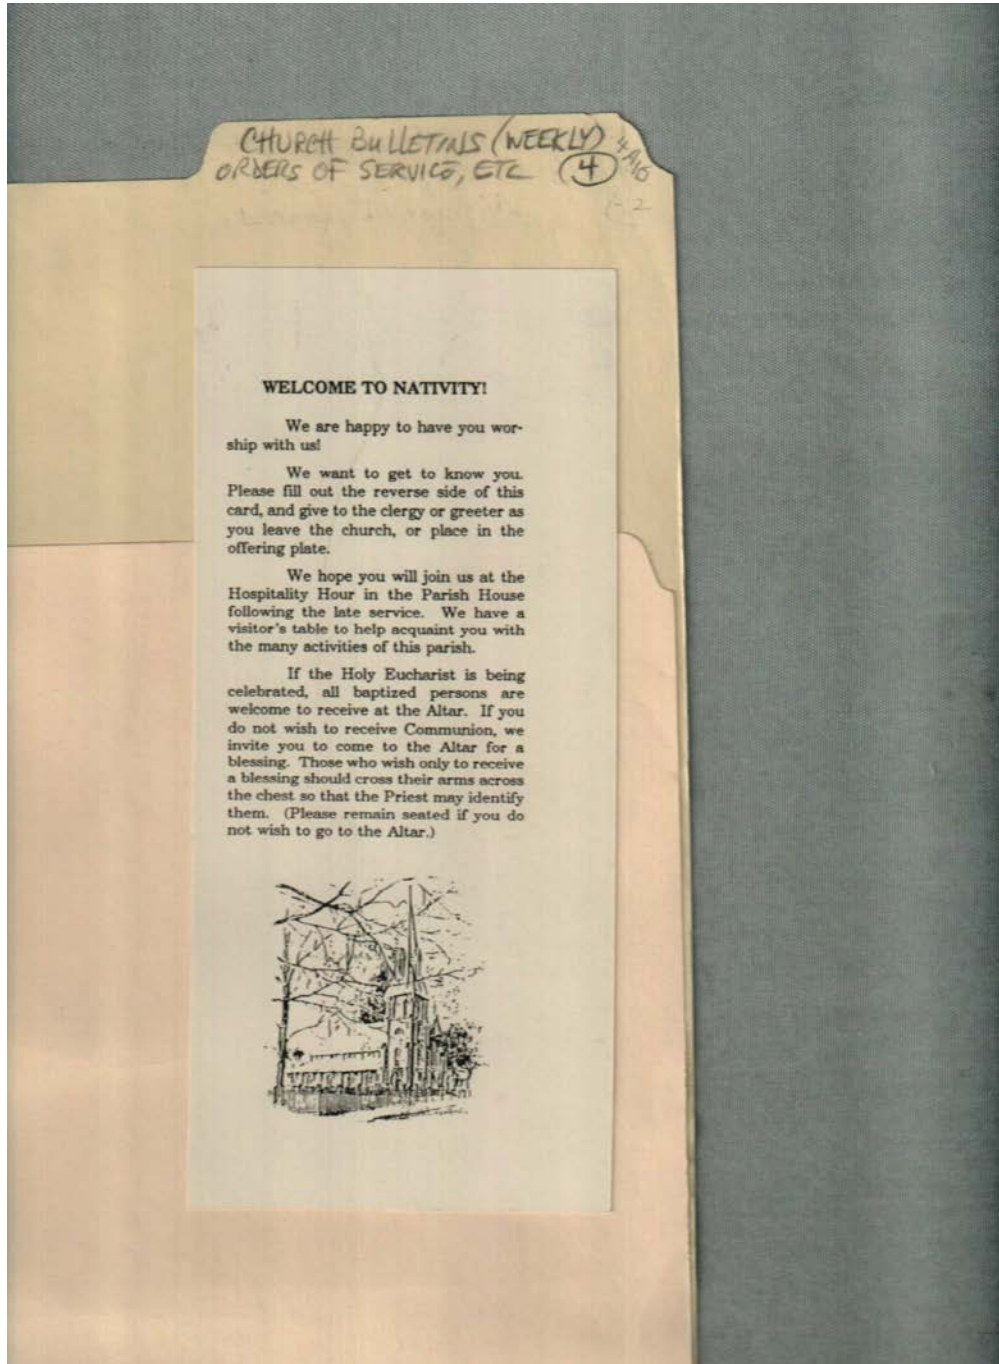 CHURCH BULLETINS (WEEKLY)
ORDERS OF SERVICE, ETC 4
WELCOME TO NATIVITY!
We are happy to have you wor-
ship with us!
We want to get to know you.
Please fill out the reverse side of this
card, and give to the clergy or greeter as
you leave the church, or place in the
offering plate.
We hope you will join us at the
Hospitality Hour in the Parish House
following the late service. We have a
visitor's table to help acquaint you with
the many activities of this parish.
If the Holy Eucharist is being
celebrated, all baptized persons are
welcome to receive at the Altar. If you
do not wish to receive Communion, we
invite you to come to the Altar for a
blessing. Those who wish only to receive
a blessing should cross their arms across
the chest so that the Priest may identify
them. (Please remain seated if you do
not wish to go to the Altar.)